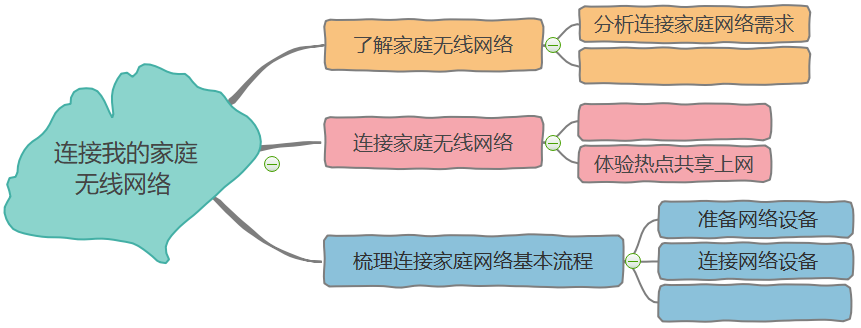 连接我的家庭
无线网络
了解家庭无线网络
分析连接家庭网络需求
连接家庭无线网络
体验热点共享上网
梳理连接家庭网络基本流程
准备网络设备
连接网络设备